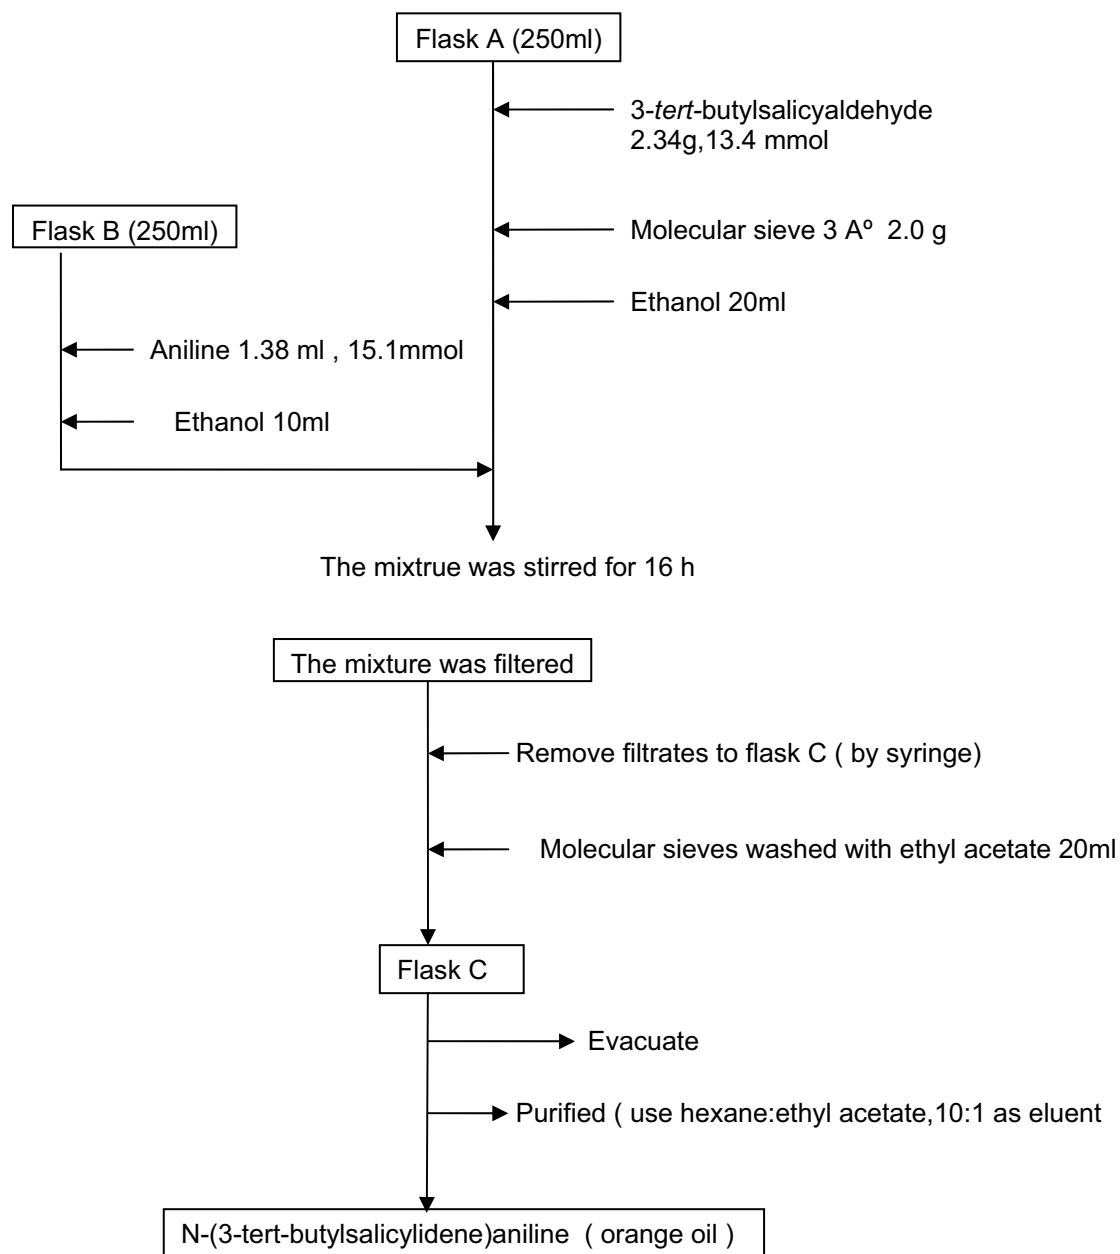 Flask A (250ml)
3-tert-butylsalicyaldehyde
2.34g,13.4 mmol
Flask B (250ml)
Molecular sieve 3 Aº 2.0 g
Ethanol 20ml
Aniline 1.38 ml , 15.1mmol
Ethanol 10ml
The mixtrue was stirred for 16 h
The mixture was filtered
Remove filtrates to flask C ( by syringe)
Molecular sieves washed with ethyl acetate 20ml
Flask C
Evacuate
Purified ( use hexane:ethyl acetate,10:1 as eluent
N-(3-tert-butylsalicylidene)aniline ( orange oil )